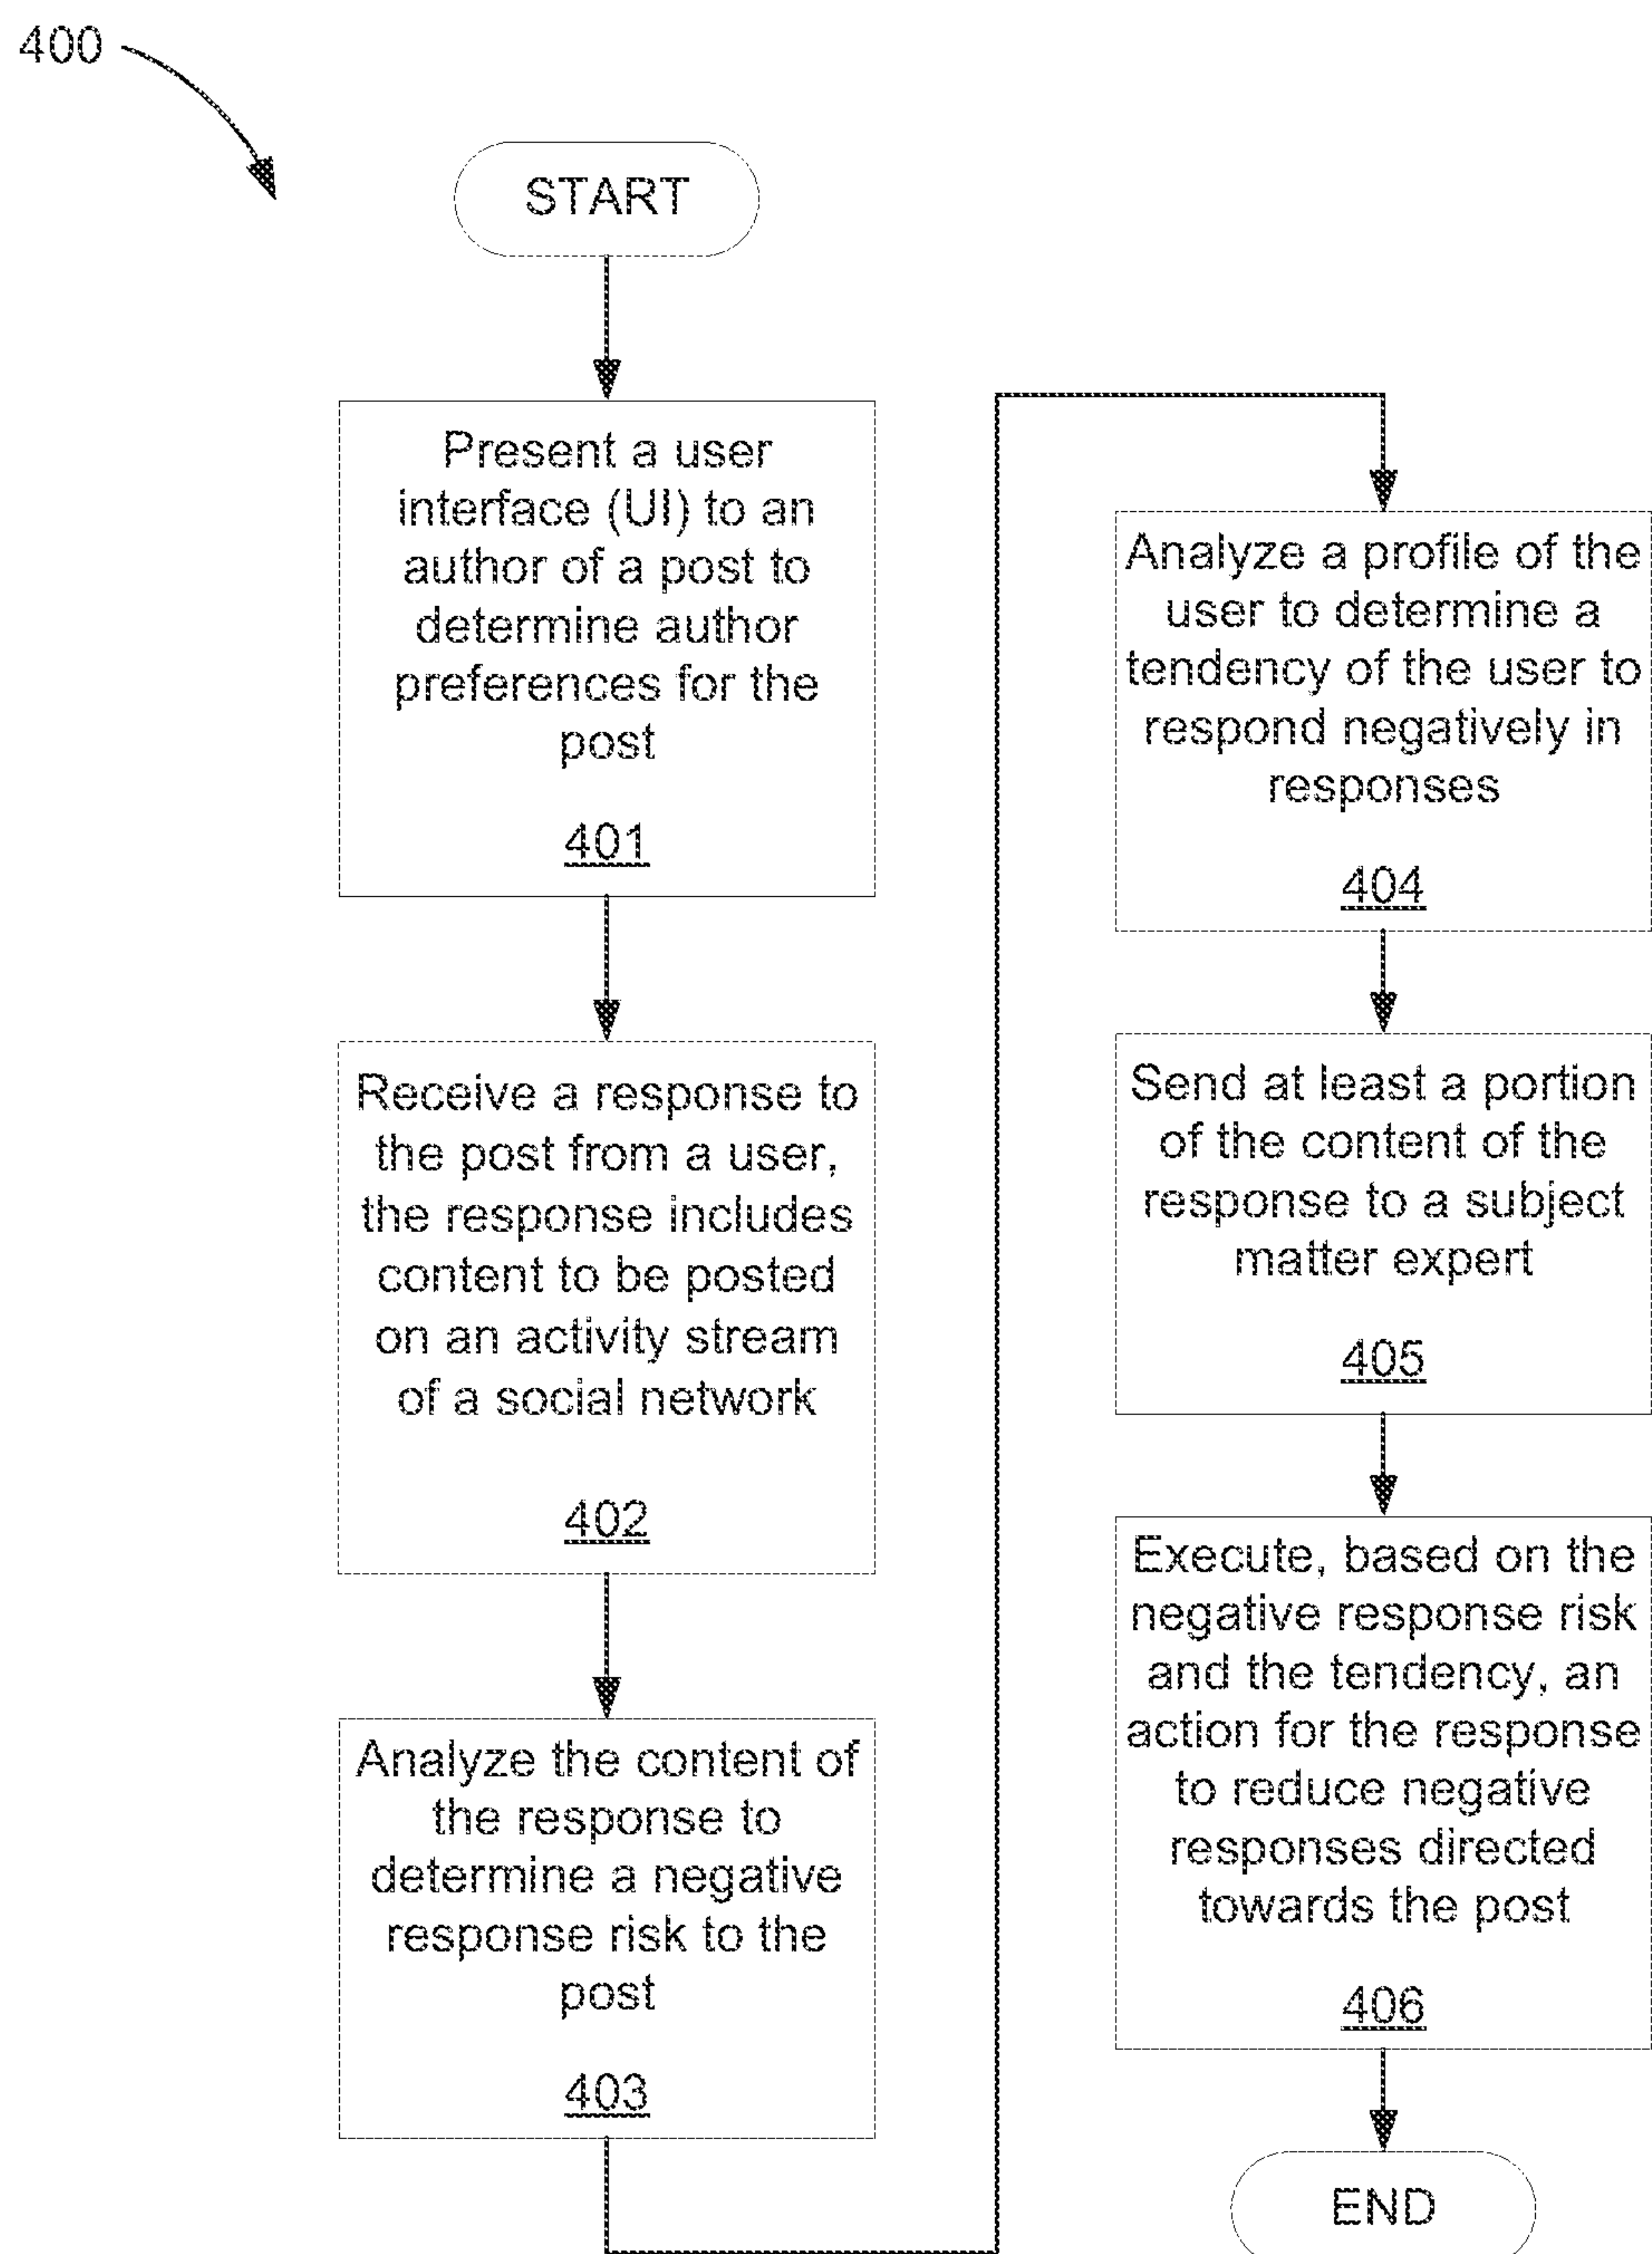 400
START
Present a user
interface (UI) to an
author of a post to
determine author
preferences for the
post
401
Receive a response to
the post from a user,
the response includes
content to be posted
on an activity stream
of a social network
402
Analyze the content of
the response to
determine a negative
response risk to the
post
403
Analyze a profile of the
user to determine a
tendency of the user to
respond negatively in
responses
404
Send at least a portion
of the content of the
response to a subject
matter expert
405
Execute, based on the
negative response risk
and the tendency, an
action for the response
to reduce negative
responses directed
towards the post
406
END